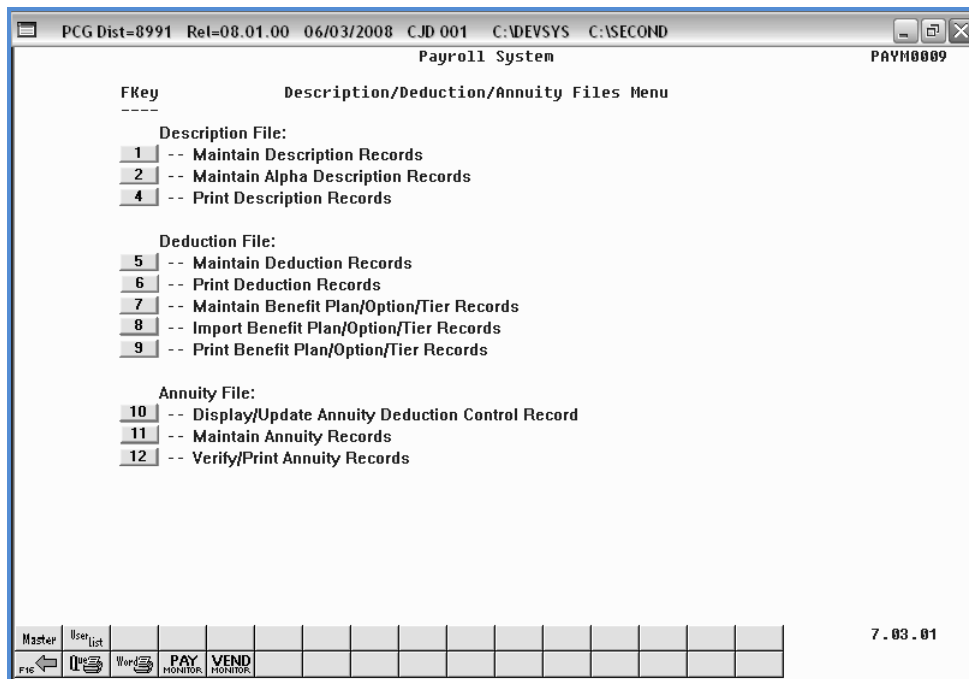 PCG Dist=8991 Rel=08.01.00 06/03/2008 CJD 001 C:\DEVSYS C:\SECOND
Payroll System PAYM0009
FKey Description/Deduction/Annuity Files Menu
----
Description File:
1 -- Maintain Description Records
2 -- Maintain Alpha Description Records
4 -- Print Description Records
Deduction File:
5 -- Maintain Deduction Records
6 -- Print Deduction Records
7 -- Maintain Benefit Plan/Option/Tier Records
8 -- Import Benefit Plan/Option/Tier Records
9 -- Print Benefit Plan/Option/Tier Records
Annuity File:
10 -- Display/Update Annuity Deduction Control Record
11 -- Maintain Annuity Records
12 -- Verify/Print Annuity Records
Master User List 7.03.01
F16 Que Word PAY MONITOR VEND MONITOR